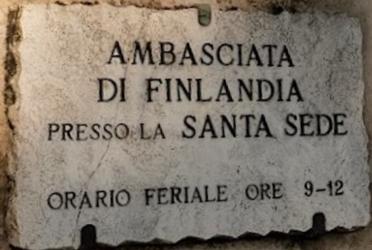 AMBASCIATA
DI FINLANDIA
PRESSO LA SANTA SEDE
ORARIO FERIALE ORE 9-12